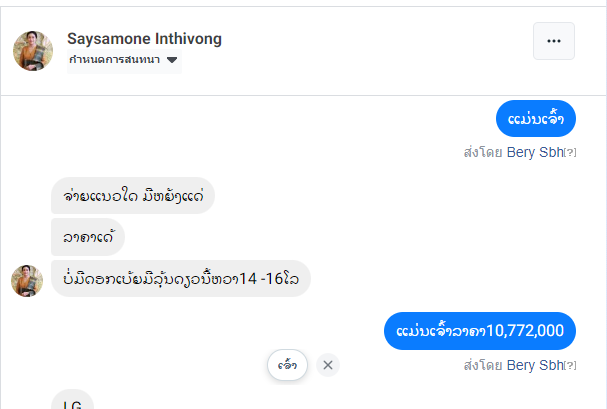 Saysamone Inthivong
กำหนดการสนทนา
ແມ່ນເຈົ້າ
ส่งโดย Bery Sbh[?]
ຈ່າຍແນວໃດ ມີຫຍັງແດ່
ລາຄາເດ້
ບໍ່ມີດອກເບ້ຍມີລຸ້ນດຽວນີ້ຫວາ14 -16ໂລ
ແມ່ນເຈົ້າລາຄາ10,772,000
ส่งโดย Bery Sbh[?]
ເຈົ້າ
LG